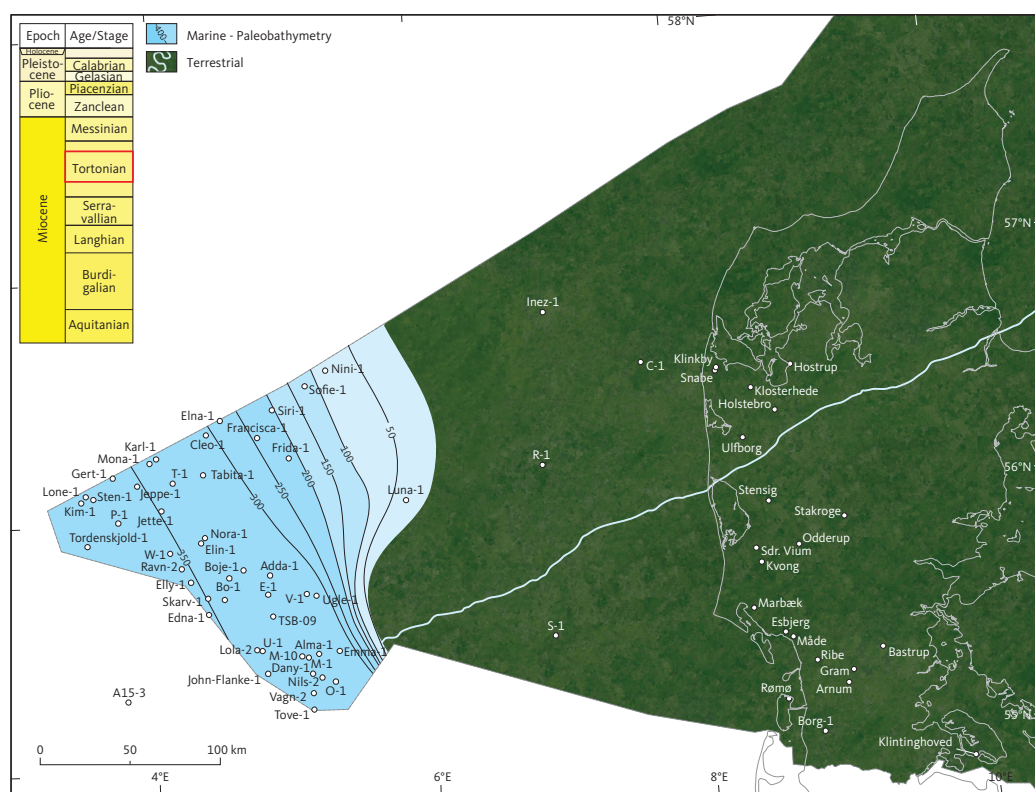 Epoch Age/Stage
Holocene
Pleisto-
cene
Calabrian
Gelasian
Plio-
cene
Piacenzian
Zanclean
Miocene
Messinian
Tortonian
Serra-
vallian
Langhian
Burdi-
galian
Aquitanian
400
Marine - Paleobathymetry
Terrestrial
58°N
57°N
56°N
55°N
4°E
6°E
8°E
10°E
Inez-1
C-1
Klinkby
Snabe
Hostrup
Klosterhede
Holstebro
Ulfborg
R-1
Stensig
Stakroge
Odderup
Sdr. Vium
Kvong
Marbæk
Esbjerg
Måde
Ribe
Bastrup
Gram
Arnum
Rømø
Borg-1
Klintinghoved
S-1
Nini-1
Sofie-1
Siri-1
Elna-1
Francisca-1
Cleo-1
Frida-1
Karl-1
Mona-1
Gert-1
T-1
Tabita-1
Luna-1
Lone-1
Sten-1
Jeppe-1
Kim-1
P-1
Jette-1
Tordenskjold-1
Nora-1
Elin-1
W-1
Ravn-2
Boje-1
Adda-1
Elly-1
Bo-1
E-1
Skarv-1
V-1
Ugle-1
Edna-1
TSB-09
Lola-2
U-1
Alma-1
Emma-1
M-10
M-1
Dany-1
John-Flanke-1
Nils-2
O-1
Vagn-2
Tove-1
A15-3
50
100
150
200
250
300
350
0
50
100 km